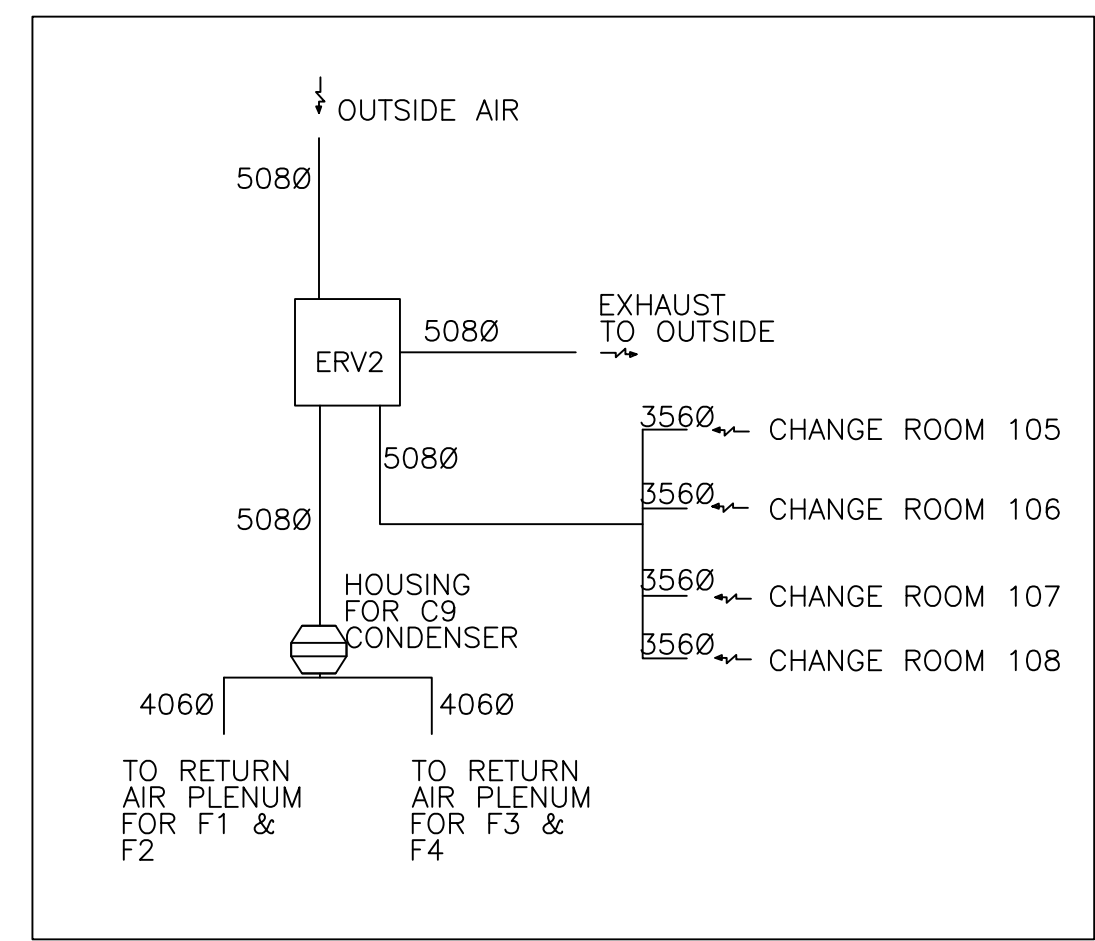 OUTSIDE AIR
508Ø
EXHAUST
TO OUTSIDE
508Ø
ERV2
356Ø
CHANGE ROOM 105
508Ø
356Ø
CHANGE ROOM 106
508Ø
356Ø
CHANGE ROOM 107
HOUSING
FOR C9
CONDENSER
356Ø
CHANGE ROOM 108
406Ø
406Ø
TO RETURN
AIR PLENUM
FOR F1 &
F2
TO RETURN
AIR PLENUM
FOR F3 &
F4